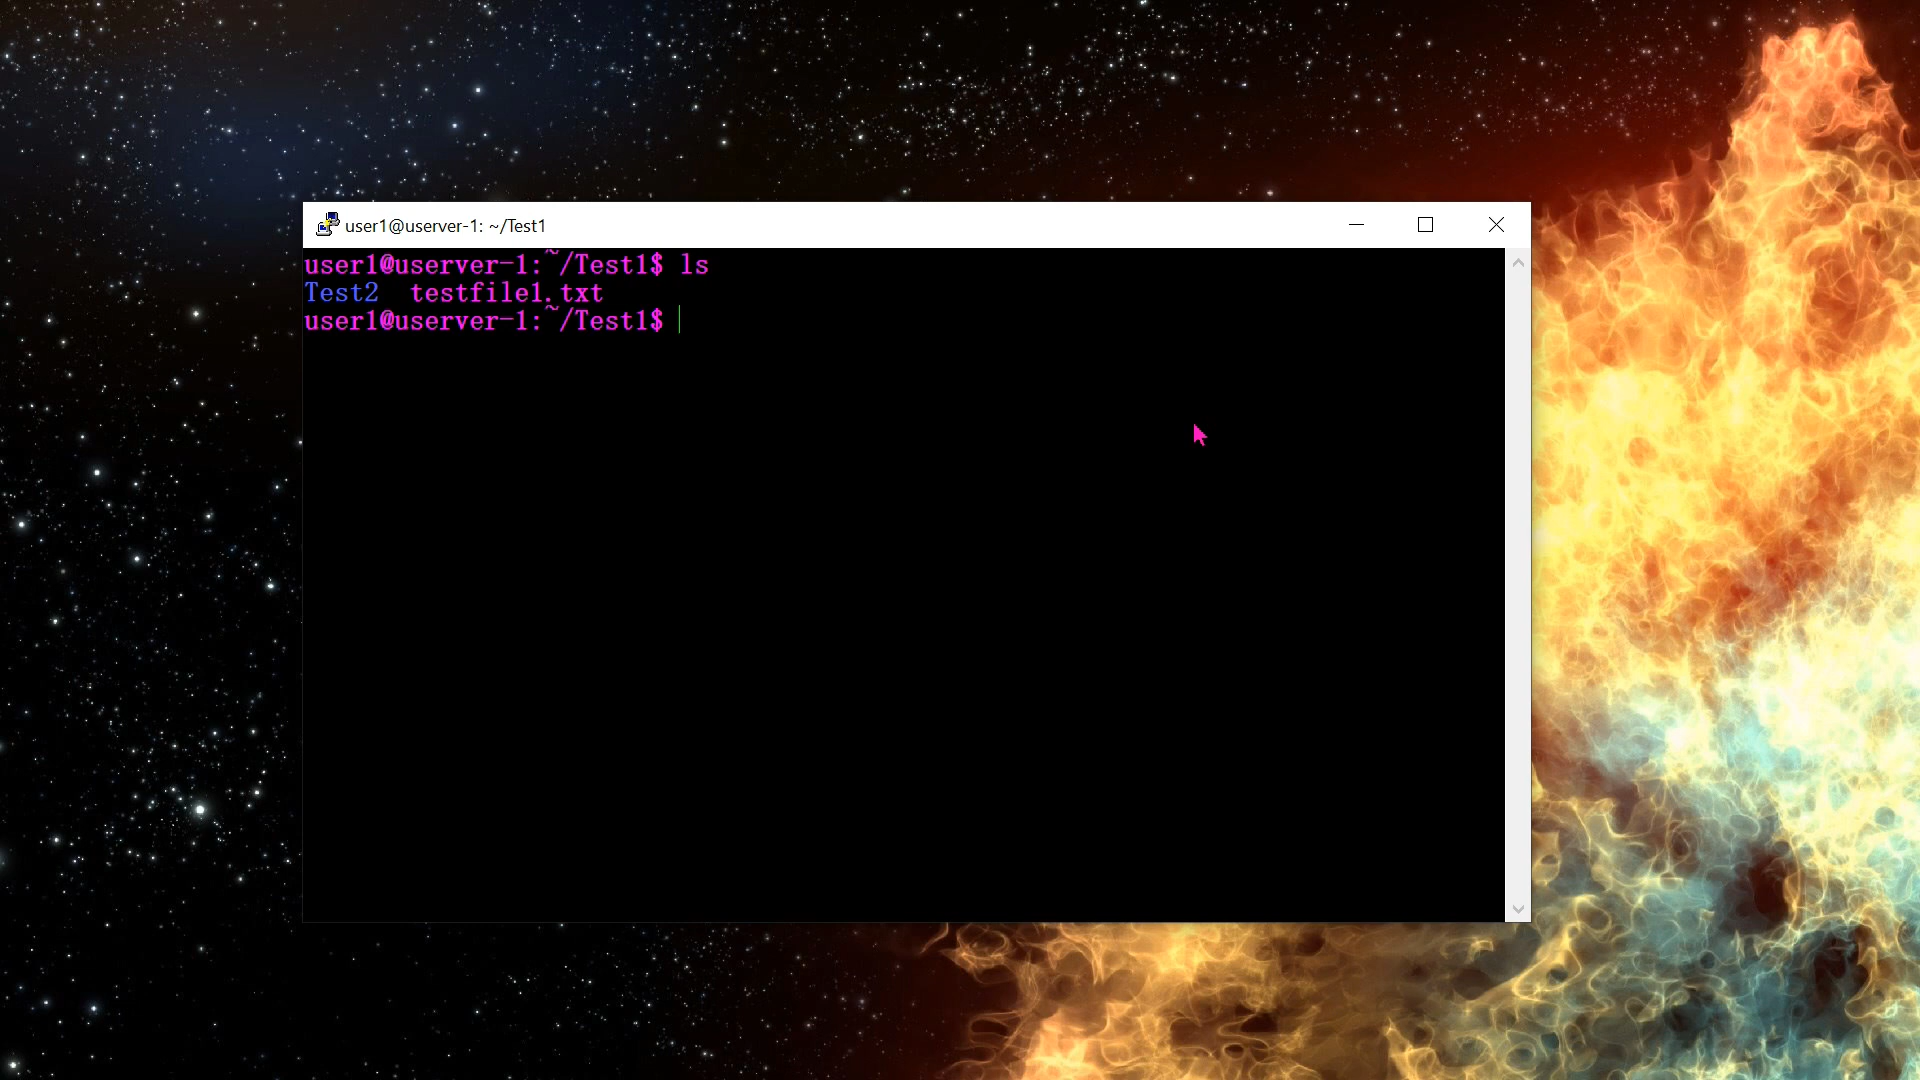 user1@userver-1: ~/Test1
user1@userver-1:~/Test1$ ls
Test2  testfile1.txt
user1@userver-1:~/Test1$